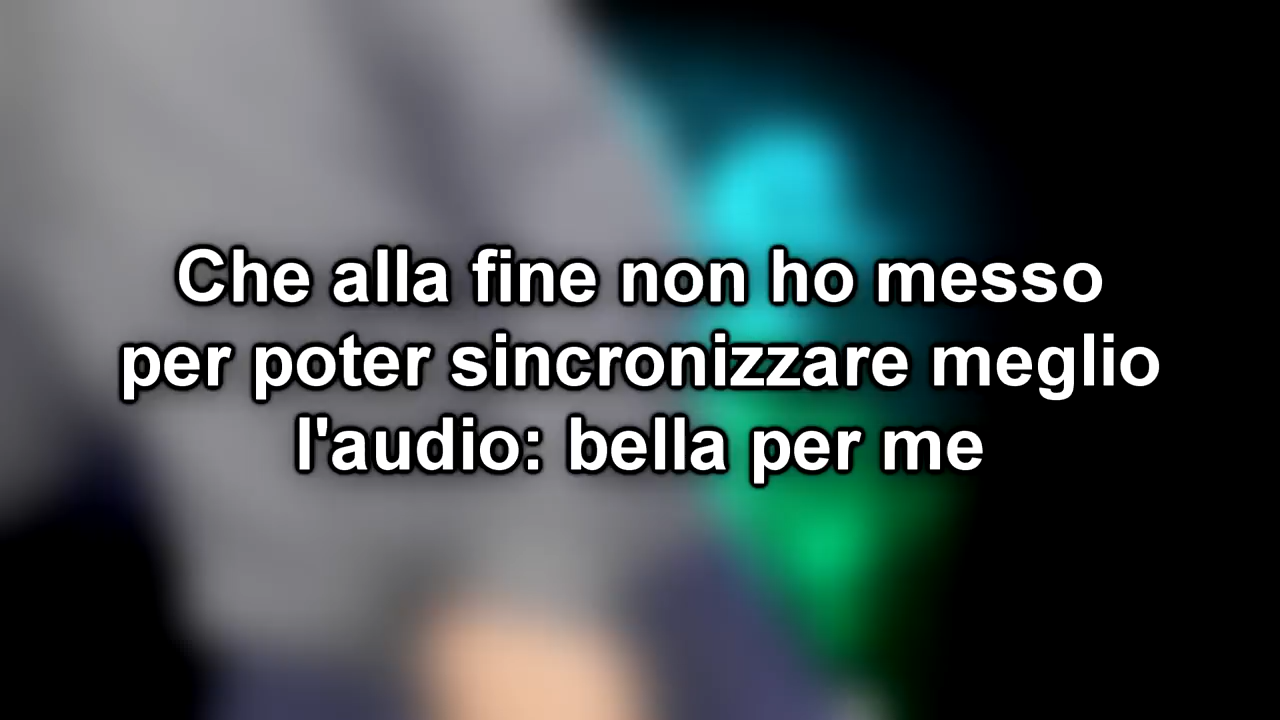 Che alla fine non ho messo
per poter sincronizzare meglio
l'audio: bella per me